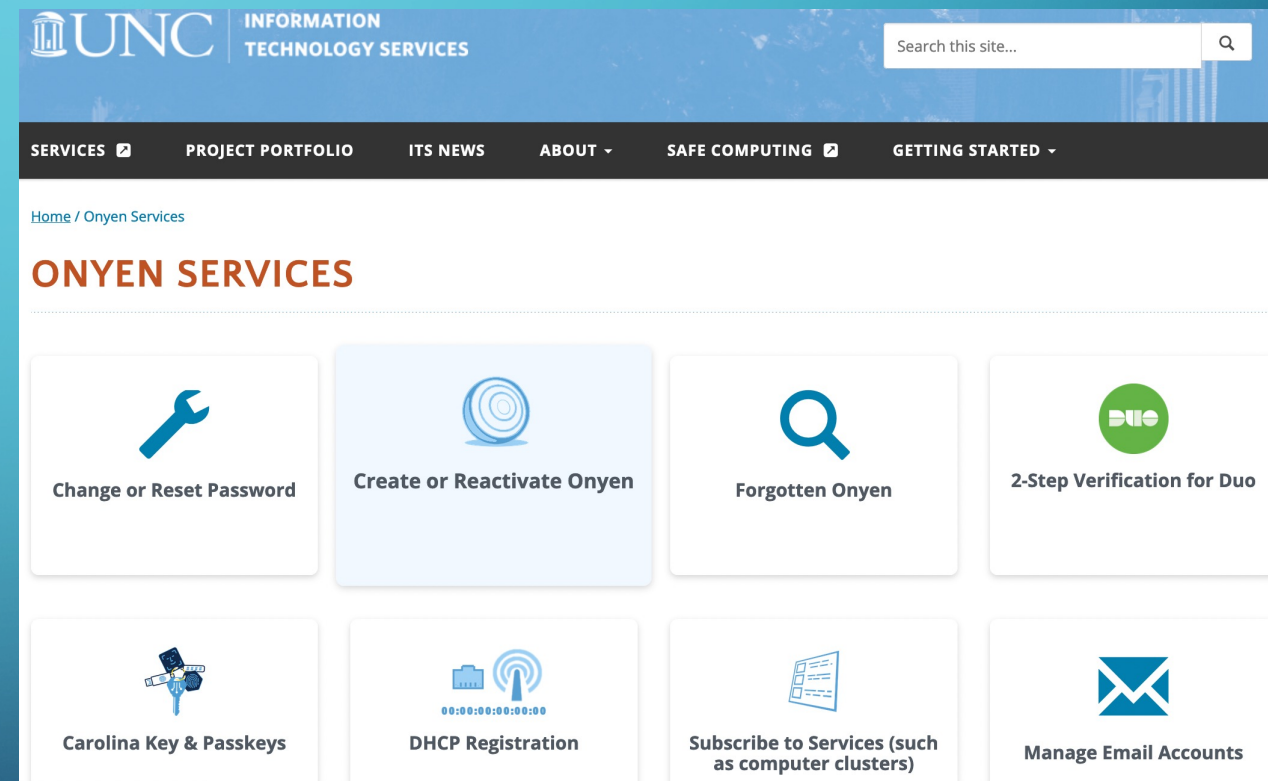 UNC
INFORMATION
TECHNOLOGY SERVICES
Search this site...
SERVICES PROJECT PORTFOLIO ITS NEWS ABOUT SAFE COMPUTING GETTING STARTED
Home / Onyen Services
ONYEN SERVICES
Change or Reset Password
Create or Reactivate Onyen
Forgotten Onyen
DUO
2-Step Verification for Duo
Carolina Key & Passkeys
00:00:00:00:00:00
DHCP Registration
Subscribe to Services (such
as computer clusters)
Manage Email Accounts